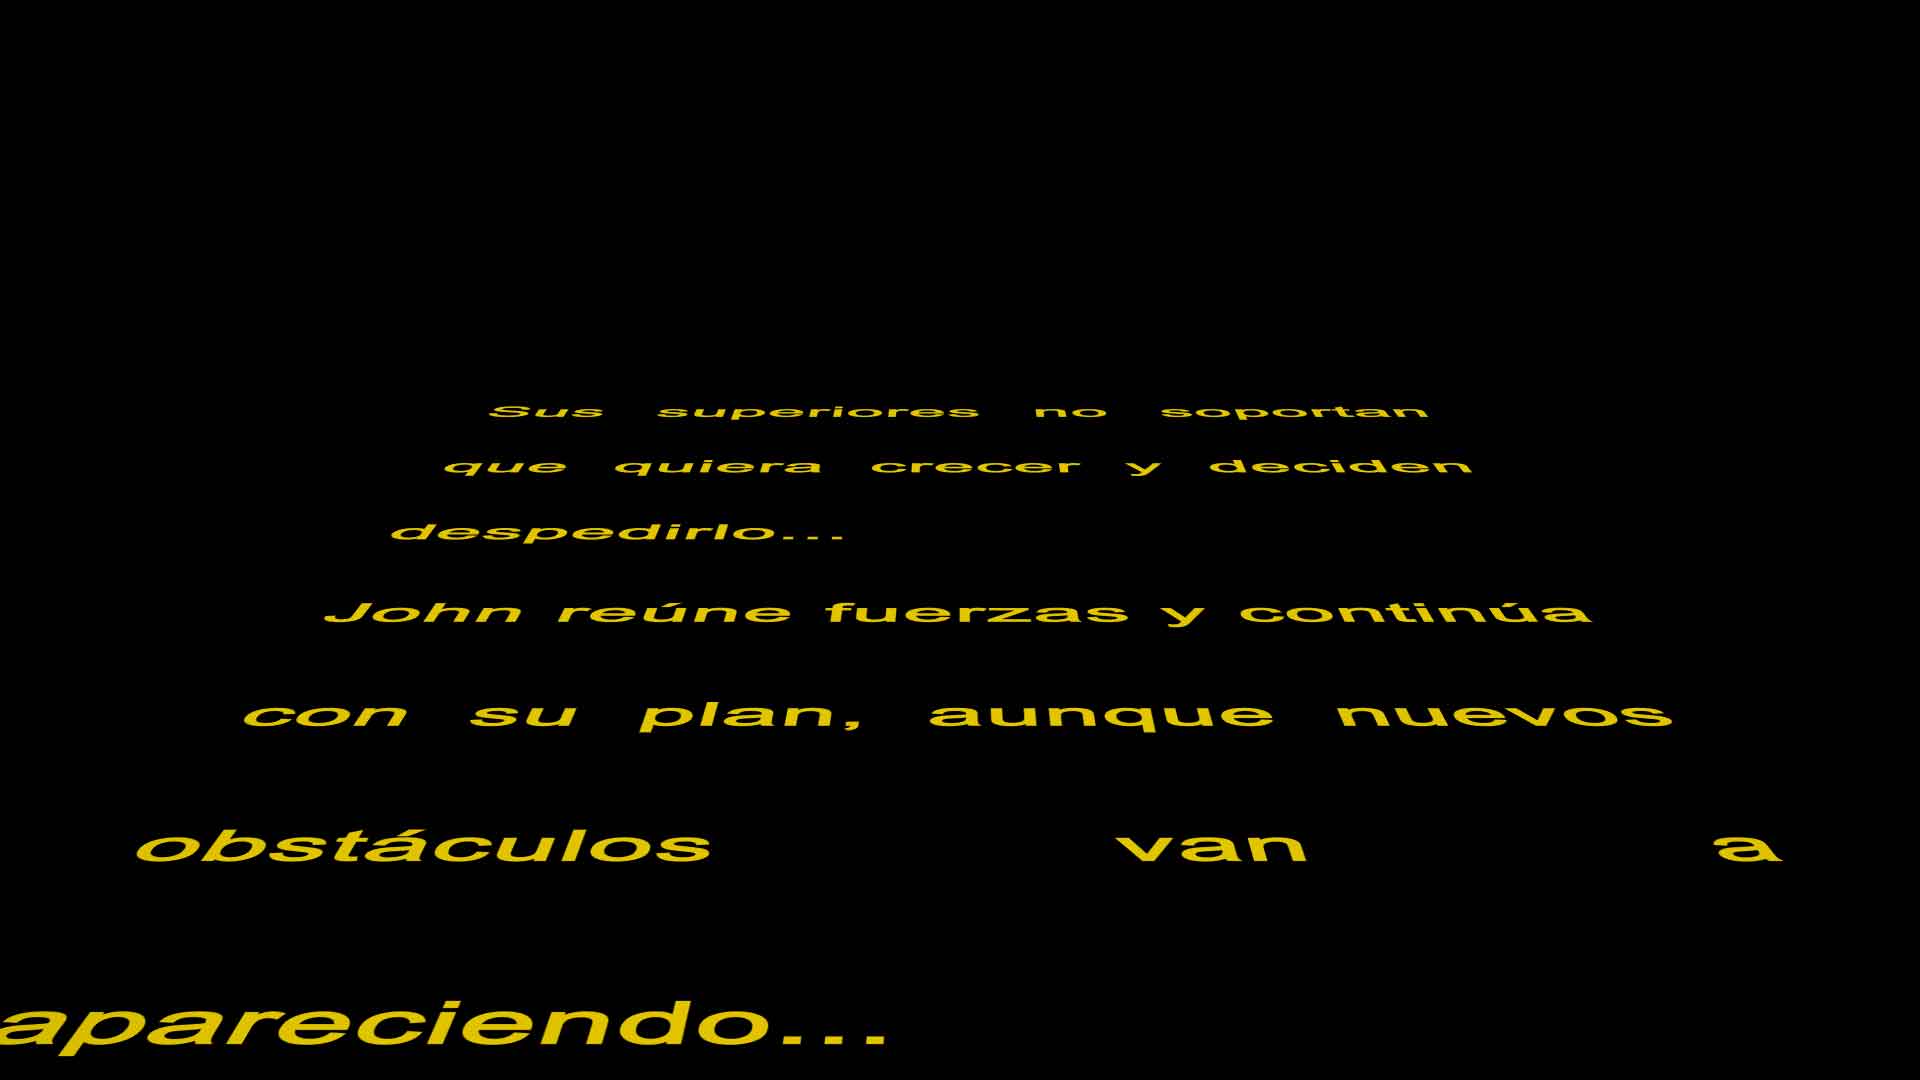 Sus superiores no soportan
que quiera crecer y deciden
despedirlo...
John reúne fuerzas y continúa
con su plan, aunque nuevos
obstáculos van a
apareciendo...